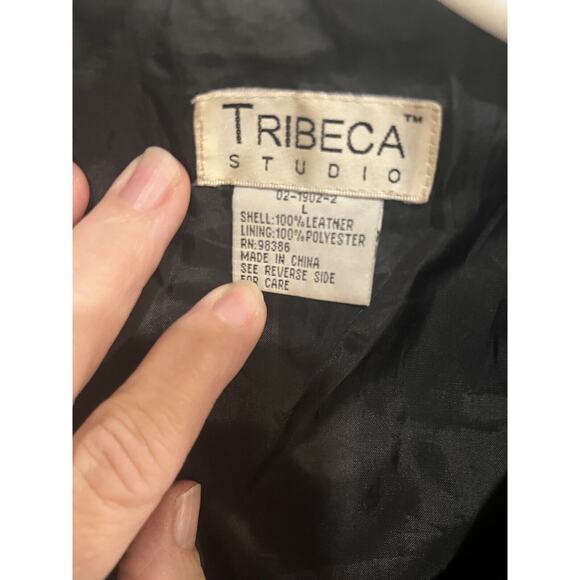 TRIBECA™
STUDIO
02-1902-2
L
SHELL:100%LEATHER
LINING:100%POLYESTER
RN:98386
MADE IN CHINA
SEE REVERSE SIDE
FOR CARE